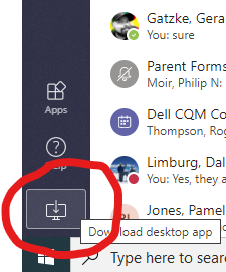 Gatzke, Gera
You: sure
Parent Forms
Moir, Philip N:
Apps
Dell CQM Co
Thompson, Rog
Limburg, Dal
You: Yes, they a
Jones, Pamel
Download desktop app
Type here to searc